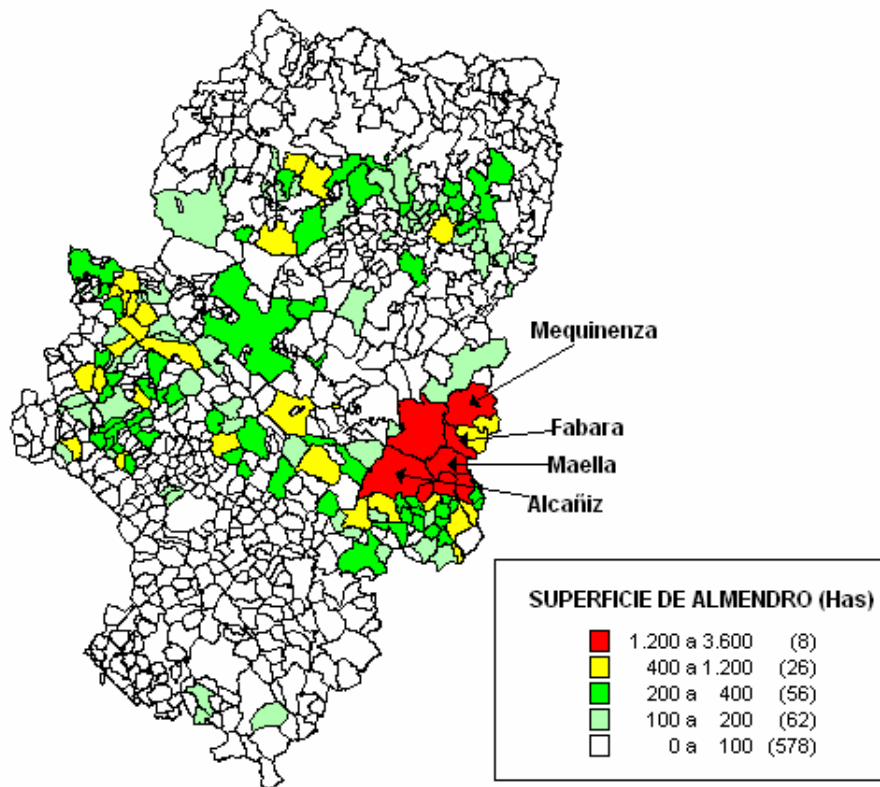 Mequinenza
Fabara
Maella
Alcañiz
SUPERFICIE DE ALMENDRO (Has)
1.200 a 3.600 (8)
400 a 1.200 (26)
200 a 400 (56)
100 a 200 (62)
0 a 100 (578)